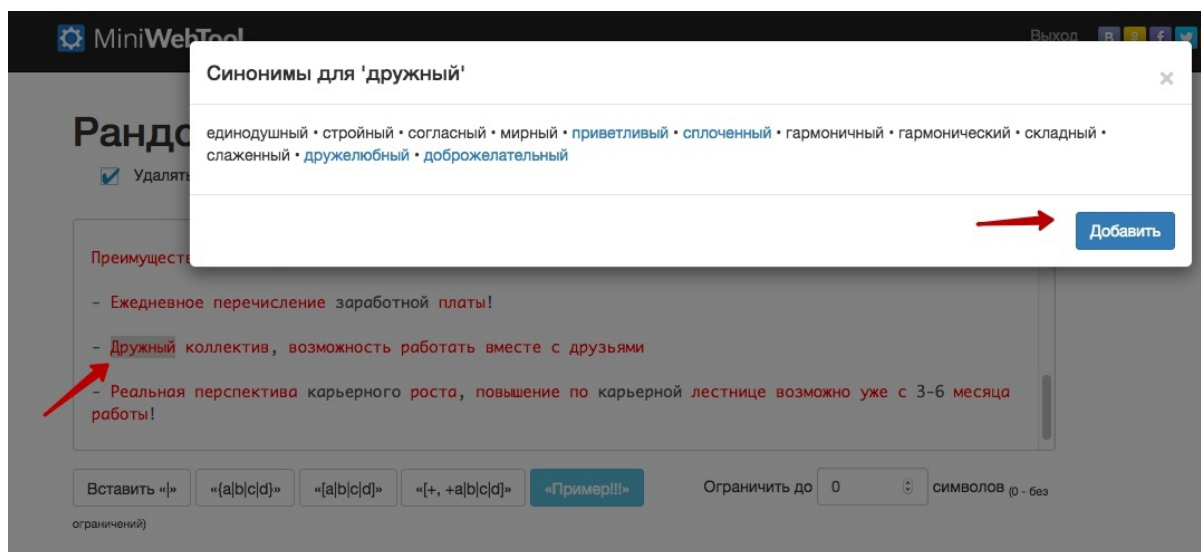 MiniWebTool
Выход
Синонимы для 'дружный'
×
единодушный • стройный • согласный • мирный • приветливый • сплоченный • гармоничный • гармонический • складный •
слаженный • дружелюбный • доброжелательный
Добавить
Рандо
Удалять
Преимущест
- Ежедневное перечисление заработной платы!
- Дружный коллектив, возможность работать вместе с друзьями
- Реальная перспектива карьерного роста, повышение по карьерной лестнице возможно уже с 3-6 месяца
работы!
Вставить «|» «{a|b|c|d}» «[a|b|c|d]» «[+, +a|b|c|d]» «Пример!!!» Ограничить до 0 символов (0 - без
ограничений)